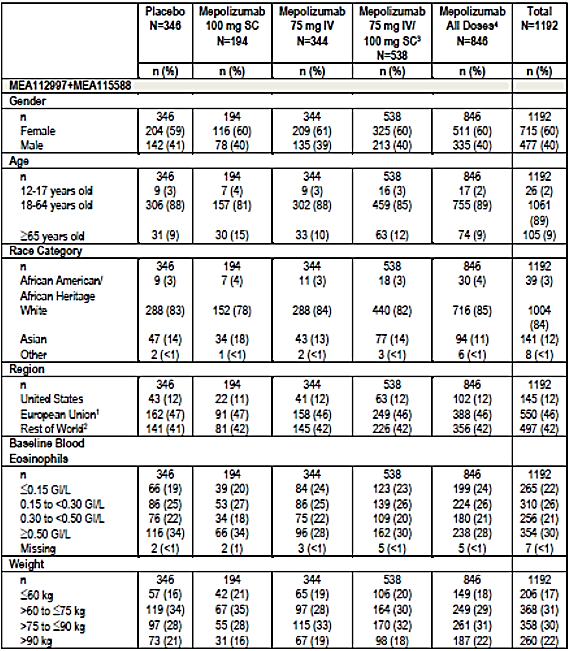 Placebo N=346 | Mepolizumab 100 mg SC N=194 | Mepolizumab 75 mg IV N=344 | Mepolizumab 75 mg IV/ 100 mg SC³ N=538 | Mepolizumab All Doses⁴ N=846 | Total N=1192
n (%) | n (%) | n (%) | n (%) | n (%) | n (%)
MEA112997+MEA115588
Gender
n 346 194 344 538 846 1192
Female 204 (59) 116 (60) 209 (61) 325 (60) 511 (60) 715 (60)
Male 142 (41) 78 (40) 135 (39) 213 (40) 335 (40) 477 (40)
Age
n 346 194 344 538 846 1192
12-17 years old 9 (3) 7 (4) 9 (3) 16 (3) 17 (2) 26 (2)
18-64 years old 306 (88) 157 (81) 302 (88) 459 (85) 755 (89) 1061 (89)
≥65 years old 31 (9) 30 (15) 33 (10) 63 (12) 74 (9) 105 (9)
Race Category
n 346 194 344 538 846 1192
African American/ African Heritage 9 (3) 7 (4) 11 (3) 18 (3) 30 (4) 39 (3)
White 288 (83) 152 (78) 288 (84) 440 (82) 716 (85) 1004 (84)
Asian 47 (14) 34 (18) 43 (13) 77 (14) 94 (11) 141 (12)
Other 2 (<1) 1 (<1) 2 (<1) 3 (<1) 6 (<1) 8 (<1)
Region
n 346 194 344 538 846 1192
United States 43 (12) 22 (11) 41 (12) 63 (12) 102 (12) 145 (12)
European Union¹ 162 (47) 91 (47) 158 (46) 249 (46) 388 (46) 550 (46)
Rest of World² 141 (41) 81 (42) 145 (42) 226 (42) 356 (42) 497 (42)
Baseline Blood
Eosinophils
n 346 194 344 538 846 1192
≤0.15 GI/L 66 (19) 39 (20) 84 (24) 123 (23) 199 (24) 265 (22)
0.15 to <0.30 GI/L 86 (25) 53 (27) 86 (25) 139 (26) 224 (26) 310 (26)
0.30 to <0.50 GI/L 76 (22) 34 (18) 75 (22) 109 (20) 180 (21) 256 (21)
≥0.50 GI/L 116 (34) 66 (34) 96 (28) 162 (30) 238 (28) 354 (30)
Missing 2 (<1) 2 (1) 3 (<1) 5 (<1) 5 (<1) 7 (<1)
Weight
n 346 194 344 538 846 1192
≤60 kg 57 (16) 42 (21) 65 (19) 106 (20) 149 (18) 206 (17)
>60 to ≤75 kg 119 (34) 67 (35) 97 (28) 164 (30) 249 (29) 368 (31)
>75 to ≤90 kg 97 (28) 55 (28) 115 (33) 170 (32) 261 (31) 358 (30)
>90 kg 73 (21) 31 (16) 67 (19) 98 (18) 187 (22) 260 (22)